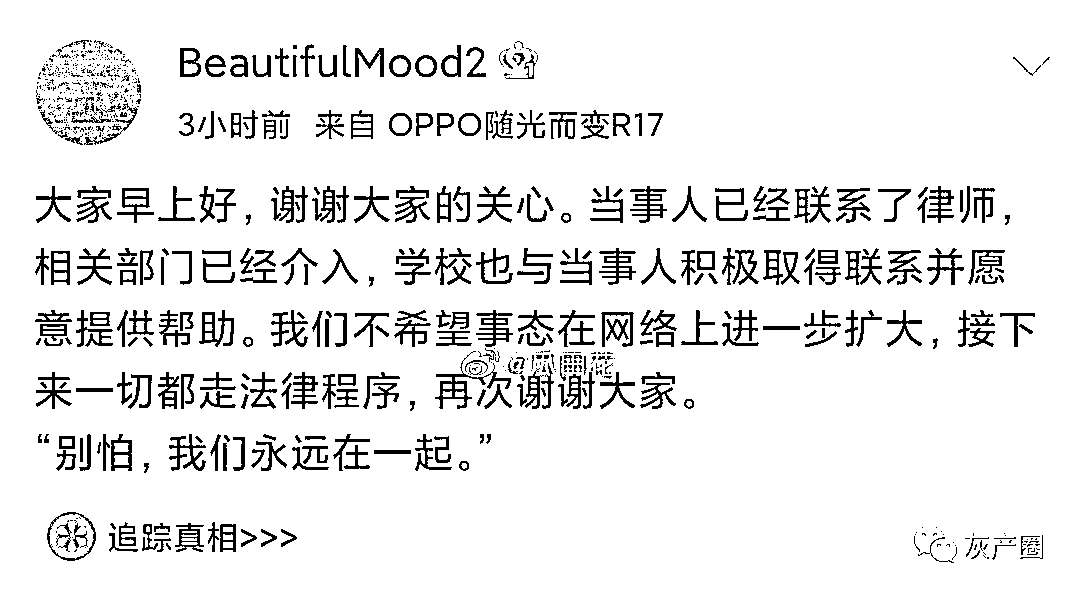 BeautifulMood2
3小时前 来自 OPPO随光而变R17
大家早上好，谢谢大家的关心。当事人已经联系了律师，
相关部门已经介入，学校也与当事人积极取得联系并愿
意提供帮助。我们不希望事态在网络上进一步扩大，接下
来一切都走法律程序，再次谢谢大家。
“别怕，我们永远在一起。”
追踪真相>>>
灰产圈